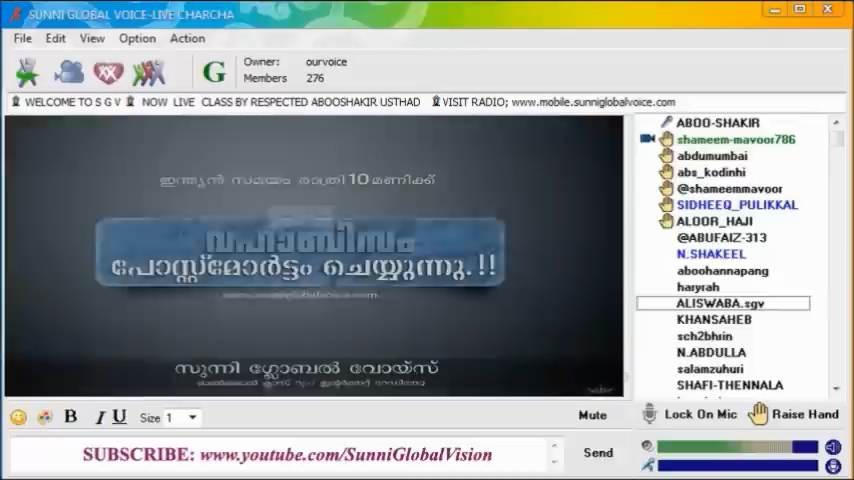 SUNNI GLOBAL VOICE-LIVE CHARCHA
File Edit View Option Action
G Owner: ourvoice
Members 276
WELCOME TO S G V NOW LIVE CLASS BY RESPECTED ABOOSHAKIR USTHAD VISIT RADIO; www.mobile.sunniglobalvoice.com
ഇന്ത്യൻ സമയം രാത്രി 10 മണിക്ക്
വഹാബിസം
പോസ്റ്റ്മോർട്ടം ചെയ്യുന്നു.!!
സുന്നി ഗ്ലോബൽ വോയ്സ്
ABOO-SHAKIR
shameem-mavoor786
abdumumbai
abs_kodinhi
@shameemmavoor
SIDHEEQ_PULIKKAL
ALOOR_HAJI
@ABUFAIZ-313
N.SHAKEEL
aboohannapang
haryrah
ALISWABA.sgv
KHANSAHEB
sch2bhrin
N.ABDULLA
salamzuhuri
SHAFI-THENNALA
B I U Size 1 Mute
Lock On Mic Raise Hand
SUBSCRIBE: www.youtube.com/SunniGlobalVision
Send